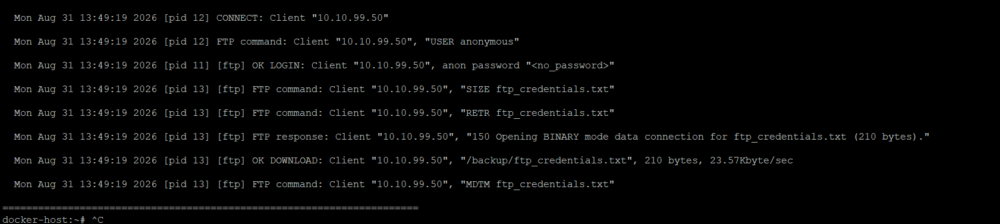 Mon Aug 31 13:49:19 2026 [pid 12] CONNECT: Client "10.10.99.50"
Mon Aug 31 13:49:19 2026 [pid 12] FTP command: Client "10.10.99.50", "USER anonymous"
Mon Aug 31 13:49:19 2026 [pid 11] [ftp] OK LOGIN: Client "10.10.99.50", anon password "<no_password>"
Mon Aug 31 13:49:19 2026 [pid 13] [ftp] FTP command: Client "10.10.99.50", "SIZE ftp_credentials.txt"
Mon Aug 31 13:49:19 2026 [pid 13] [ftp] FTP command: Client "10.10.99.50", "RETR ftp_credentials.txt"
Mon Aug 31 13:49:19 2026 [pid 13] [ftp] FTP response: Client "10.10.99.50", "150 Opening BINARY mode data connection for ftp_credentials.txt (210 bytes)."
Mon Aug 31 13:49:19 2026 [pid 13] [ftp] OK DOWNLOAD: Client "10.10.99.50", "/backup/ftp_credentials.txt", 210 bytes, 23.57Kbyte/sec
Mon Aug 31 13:49:19 2026 [pid 13] [ftp] FTP command: Client "10.10.99.50", "MDTM ftp_credentials.txt"
======================================================================
docker-host:~# ^C